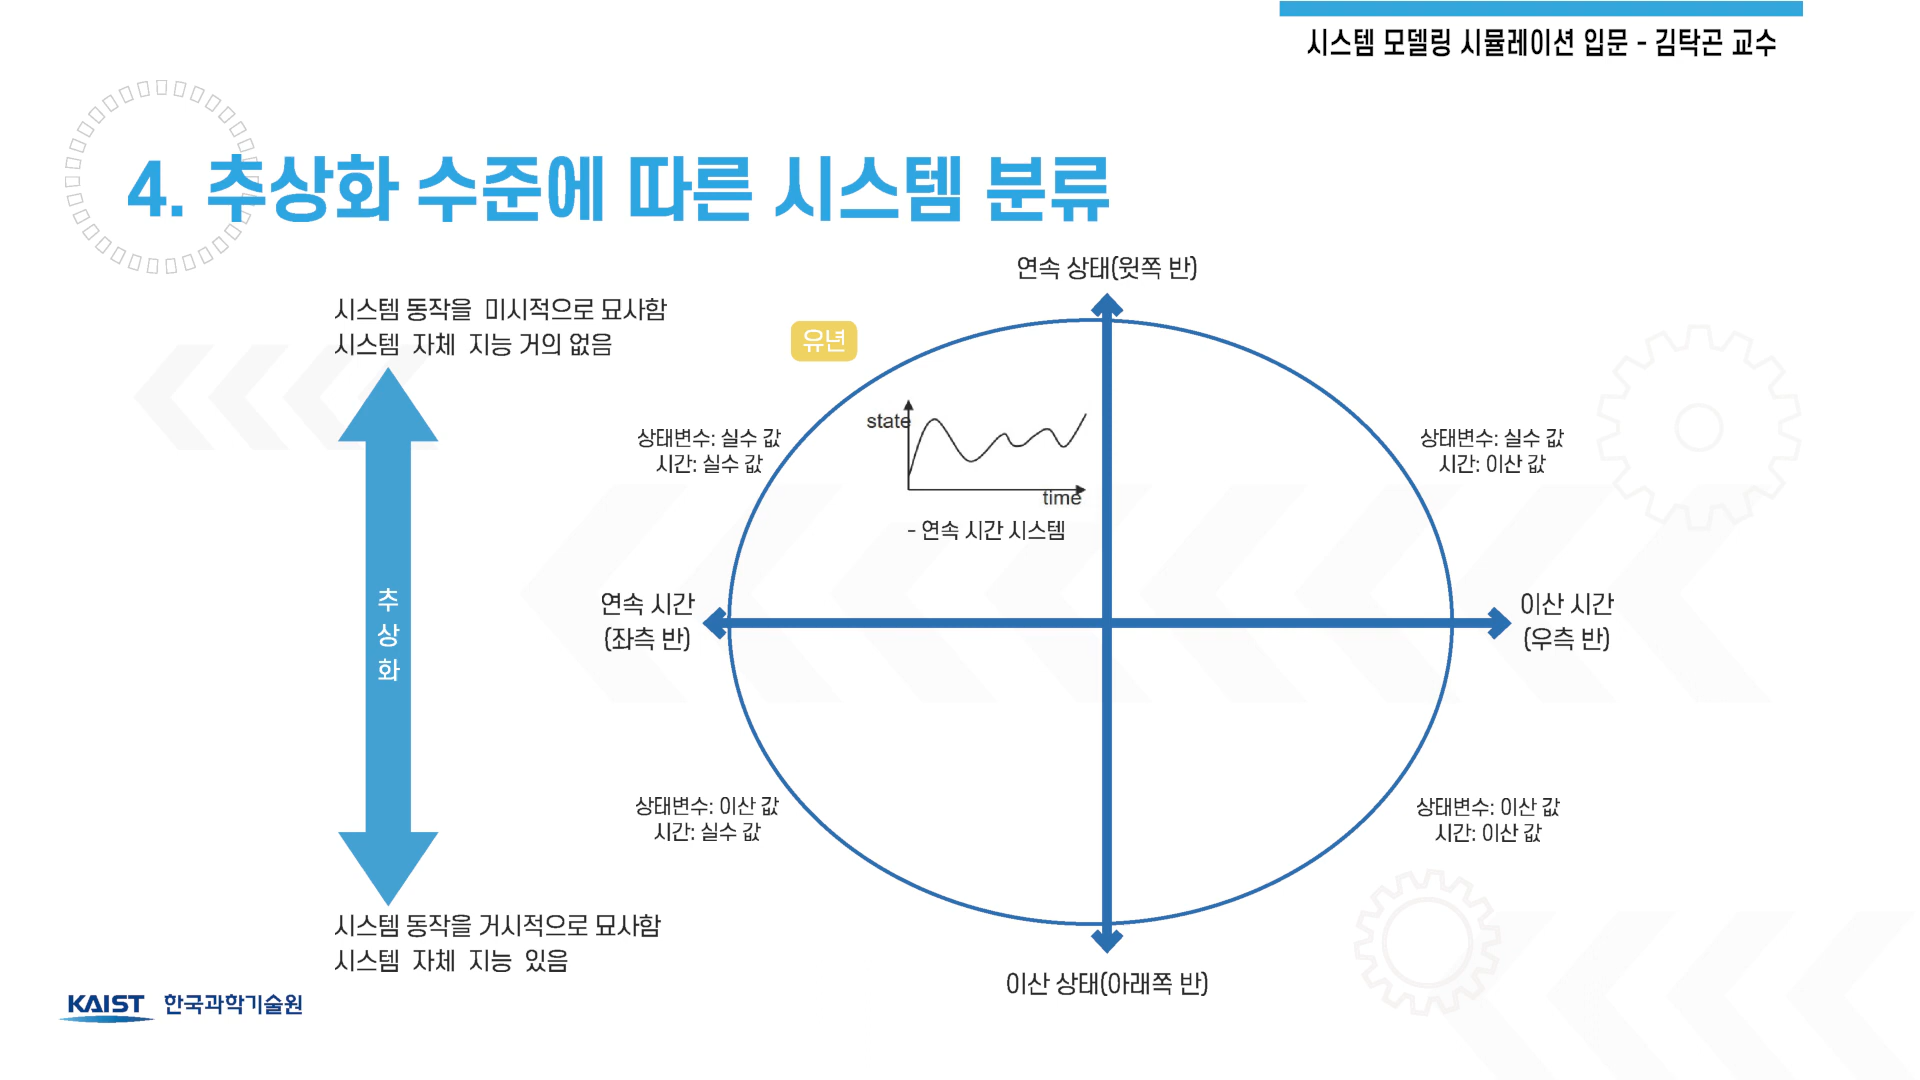 시스템 모델링 시뮬레이션 입문 - 김탁곤 교수
4. 추상화 수준에 따른 시스템 분류
연속 상태(윗쪽 반)
시스템 동작을 미시적으로 묘사함
시스템 자체 지능 거의 없음
유년
상태변수: 실수 값
시간: 실수 값
state
time
- 연속 시간 시스템
상태변수: 실수 값
시간: 이산 값
추
상
화
연속 시간
(좌측 반)
이산 시간
(우측 반)
상태변수: 이산 값
시간: 실수 값
상태변수: 이산 값
시간: 이산 값
시스템 동작을 거시적으로 묘사함
시스템 자체 지능 있음
이산 상태(아래쪽 반)
KAIST 한국과학기술원